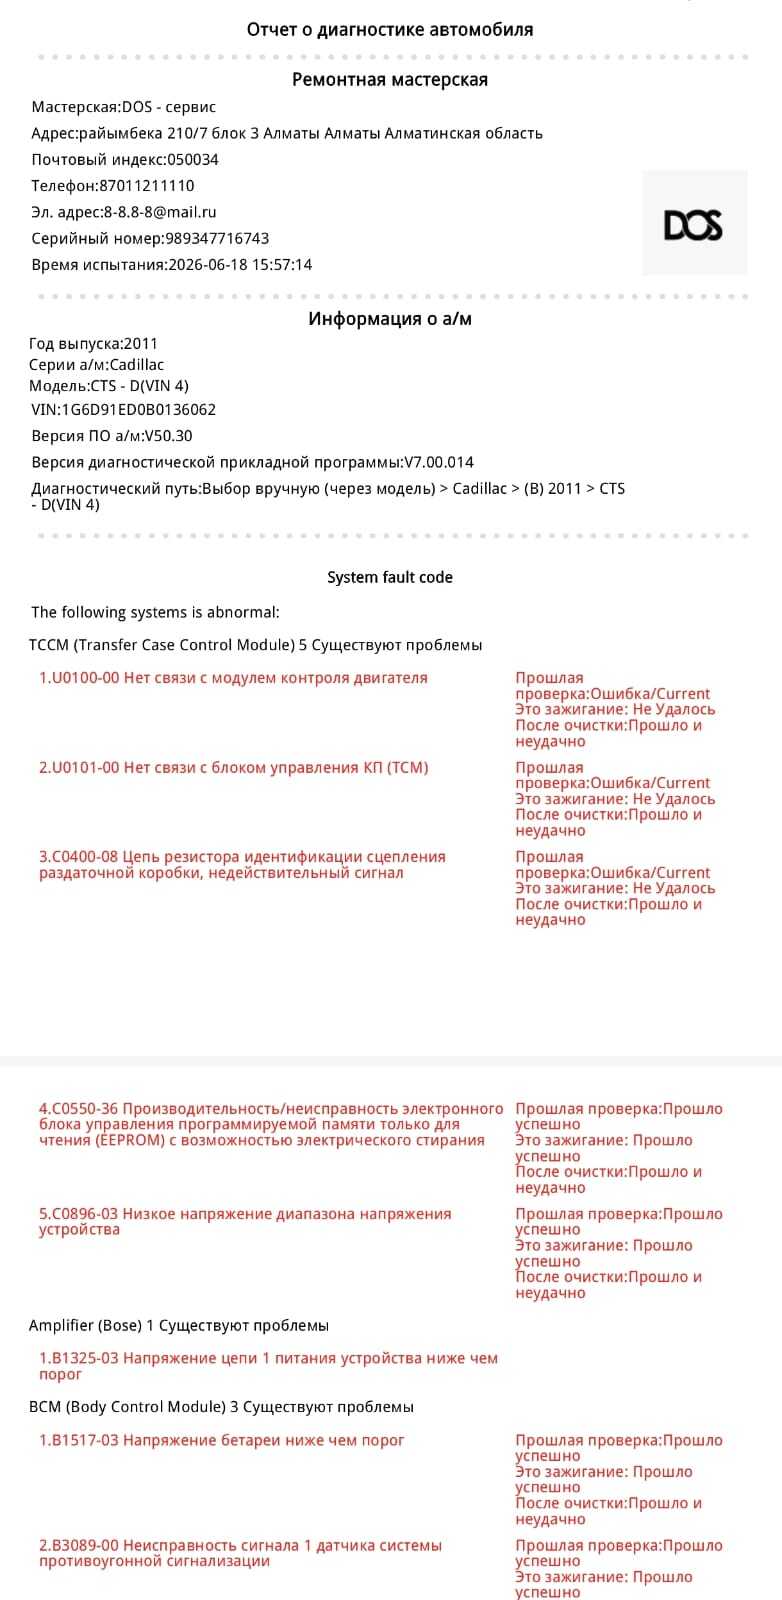 Отчет о диагностике автомобиля
Ремонтная мастерская
Мастерская:DOS - сервис
Адрес:райымбека 210/7 блок 3 Алматы Алматы Алматинская область
Почтовый индекс:050034
Телефон:87011211110
Эл. адрес:8-8.8-8@mail.ru
Серийный номер:989347716743
Время испытания:2026-06-18 15:57:14
DOS
Информация о а/м
Год выпуска:2011
Серии а/м:Cadillac
Модель:CTS - D(VIN 4)
VIN:1G6D91ED0B0136062
Версия ПО а/м:V50.30
Версия диагностической прикладной программы:V7.00.014
Диагностический путь:Выбор вручную (через модель) > Cadillac > (B) 2011 > CTS
- D(VIN 4)
System fault code
The following systems is abnormal:
TCCM (Transfer Case Control Module) 5 Существуют проблемы
1.U0100-00 Нет связи с модулем контроля двигателя
Прошлая
проверка:Ошибка/Current
Это зажигание: Не Удалось
После очистки:Прошло и
неудачно
2.U0101-00 Нет связи с блоком управления КП (TCM)
Прошлая
проверка:Ошибка/Current
Это зажигание: Не Удалось
После очистки:Прошло и
неудачно
3.C0400-08 Цепь резистора идентификации сцепления
раздаточной коробки, недействительный сигнал
Прошлая
проверка:Ошибка/Current
Это зажигание: Не Удалось
После очистки:Прошло и
неудачно
4.C0550-36 Производительность/неисправность электронного
блока управления программируемой памяти только для
чтения (EEPROM) с возможностью электрического стирания
Прошлая проверка:Прошло
успешно
Это зажигание: Прошло
успешно
После очистки:Прошло и
неудачно
5.C0896-03 Низкое напряжение диапазона напряжения
устройства
Прошлая проверка:Прошло
успешно
Это зажигание: Прошло
успешно
После очистки:Прошло и
неудачно
Amplifier (Bose) 1 Существуют проблемы
1.B1325-03 Напряжение цепи 1 питания устройства ниже чем
порог
BCM (Body Control Module) 3 Существуют проблемы
1.B1517-03 Напряжение бетареи ниже чем порог
Прошлая проверка:Прошло
успешно
Это зажигание: Прошло
успешно
После очистки:Прошло и
неудачно
2.B3089-00 Неисправность сигнала 1 датчика системы
противоугонной сигнализации
Прошлая проверка:Прошло
успешно
Это зажигание: Прошло
успешно